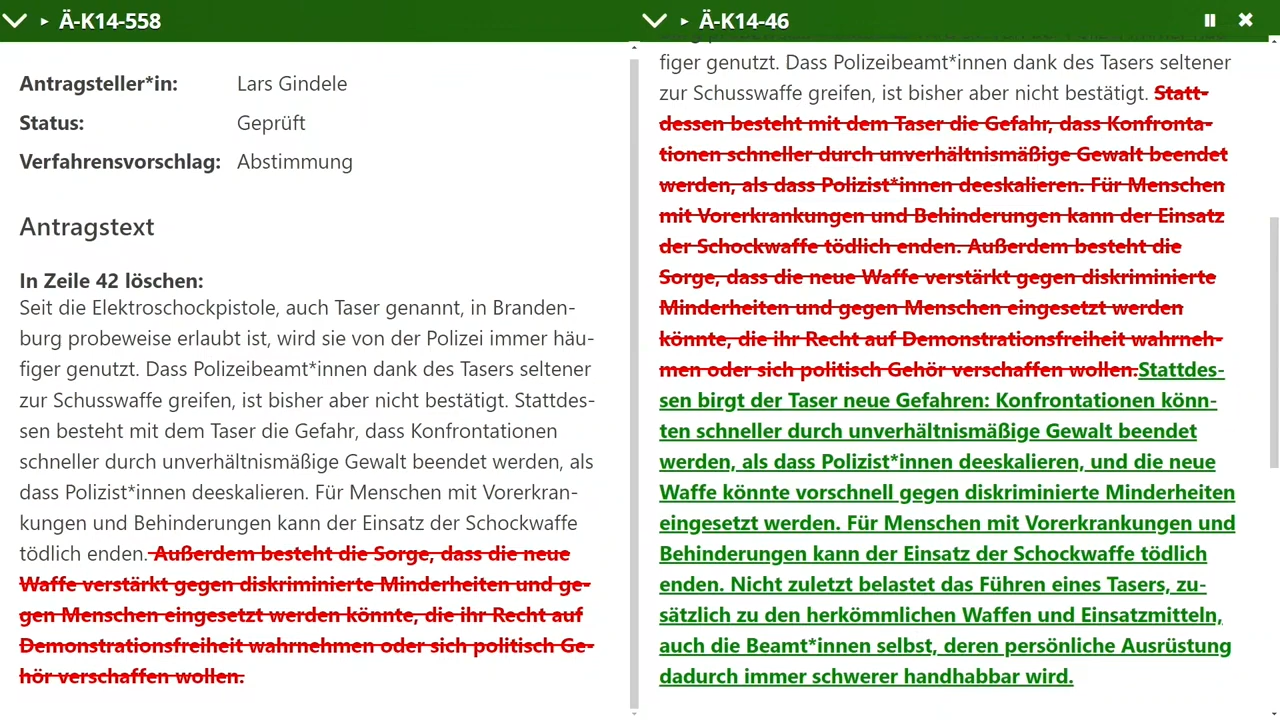 Ä-K14-558
Antragsteller*in: Lars Gindele
Status: Geprüft
Verfahrensvorschlag: Abstimmung
Antragstext
In Zeile 42 löschen:
Seit die Elektroschockpistole, auch Taser genannt, in Branden-
burg probeweise erlaubt ist, wird sie von der Polizei immer häu-
figer genutzt. Dass Polizeibeamt*innen dank des Tasers seltener
zur Schusswaffe greifen, ist bisher aber nicht bestätigt. Stattdes-
sen besteht mit dem Taser die Gefahr, dass Konfrontationen
schneller durch unverhältnismäßige Gewalt beendet werden, als
dass Polizist*innen deeskalieren. Für Menschen mit Vorerkran-
kungen und Behinderungen kann der Einsatz der Schockwaffe
tödlich enden. Außerdem besteht die Sorge, dass die neue
Waffe verstärkt gegen diskriminierte Minderheiten und ge-
gen Menschen eingesetzt werden könnte, die ihr Recht auf
Demonstrationsfreiheit wahrnehmen oder sich politisch Ge-
hör verschaffen wollen.
Ä-K14-46
figer genutzt. Dass Polizeibeamt*innen dank des Tasers seltener
zur Schusswaffe greifen, ist bisher aber nicht bestätigt. Statt-
dessen besteht mit dem Taser die Gefahr, dass Konfronta-
tionen schneller durch unverhältnismäßige Gewalt beendet
werden, als dass Polizist*innen deeskalieren. Für Menschen
mit Vorerkrankungen und Behinderungen kann der Einsatz
der Schockwaffe tödlich enden. Außerdem besteht die
Sorge, dass die neue Waffe verstärkt gegen diskriminierte
Minderheiten und gegen Menschen eingesetzt werden
könnte, die ihr Recht auf Demonstrationsfreiheit wahrneh-
men oder sich politisch Gehör verschaffen wollen.Stattdes-
sen birgt der Taser neue Gefahren: Konfrontationen könn-
ten schneller durch unverhältnismäßige Gewalt beendet
werden, als dass Polizist*innen deeskalieren, und die neue
Waffe könnte vorschnell gegen diskriminierte Minderheiten
eingesetzt werden. Für Menschen mit Vorerkrankungen und
Behinderungen kann der Einsatz der Schockwaffe tödlich
enden. Nicht zuletzt belastet das Führen eines Tasers, zu-
sätzlich zu den herkömmlichen Waffen und Einsatzmitteln,
auch die Beamt*innen selbst, deren persönliche Ausrüstung
dadurch immer schwerer handhabbar wird.